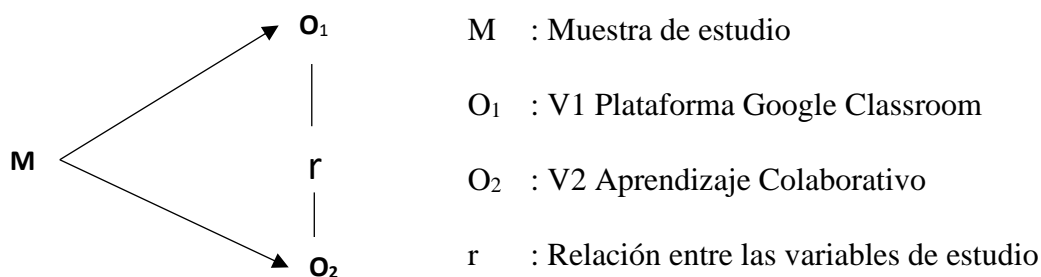 O₁
M
r
O₂
M : Muestra de estudio
O₁ : V1 Plataforma Google Classroom
O₂ : V2 Aprendizaje Colaborativo
r : Relación entre las variables de estudio